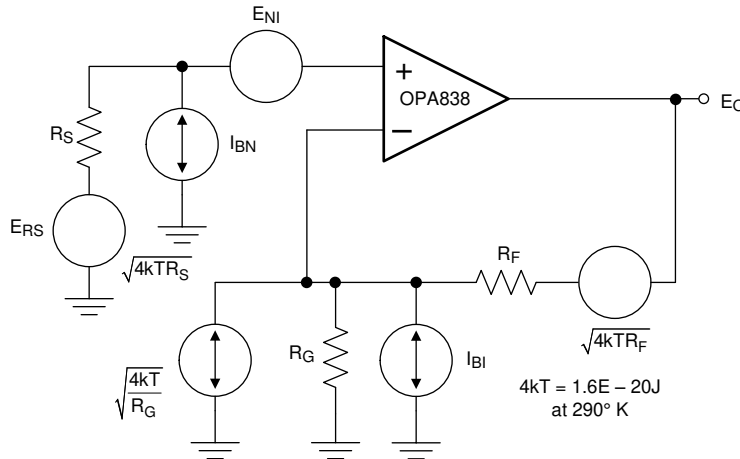 E_NI
+
OPA838
−
E_O
R_S
I_BN
E_RS
√4kTR_S
R_F
√4kTR_F
√4kT/R_G
R_G
I_BI
4kT = 1.6E – 20J
at 290° K